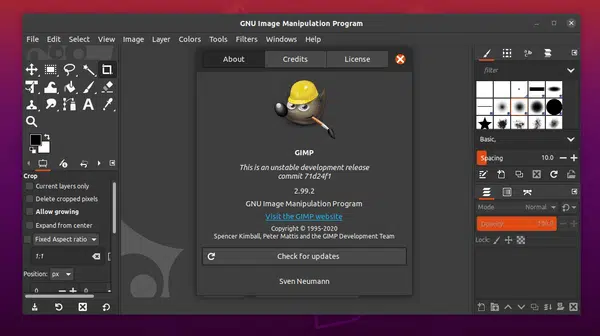 GNU Image Manipulation Program
File Edit Select View Image Layer Colors Tools Filters Windows Help
About Credits License
GIMP
This is an unstable development release
commit 71d24f1
2.99.2
GNU Image Manipulation Program
Visit the GIMP website
Copyright © 1995-2020
Spencer Kimball, Peter Mattis and the GIMP Development Team
Check for updates
Sven Neumann
A
Crop
Current layers only
Delete cropped pixels
Allow growing
Expand from center
Fixed Aspect ratio
1:1
Position: px
0 0
filter
Basic,
Spacing 10.0
Mode Normal
Opacity
Lock: